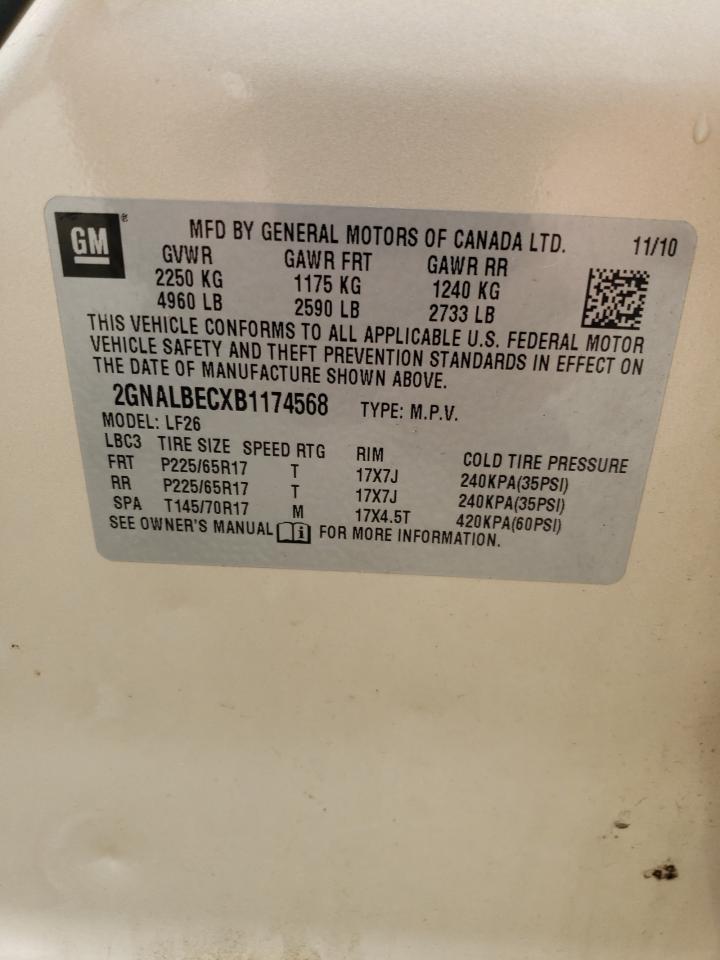 GM ®
MFD BY GENERAL MOTORS OF CANADA LTD. 11/10
GVWR GAWR FRT GAWR RR
2250 KG 1175 KG 1240 KG
4960 LB 2590 LB 2733 LB
THIS VEHICLE CONFORMS TO ALL APPLICABLE U.S. FEDERAL MOTOR
VEHICLE SAFETY AND THEFT PREVENTION STANDARDS IN EFFECT ON
THE DATE OF MANUFACTURE SHOWN ABOVE.
2GNALBECXB1174568 TYPE: M.P.V.
MODEL: LF26
LBC3 TIRE SIZE SPEED RTG RIM COLD TIRE PRESSURE
FRT P225/65R17 T 17X7J 240KPA(35PSI)
RR P225/65R17 T 17X7J 240KPA(35PSI)
SPA T145/70R17 M 17X4.5T 420KPA(60PSI)
SEE OWNER'S MANUAL i FOR MORE INFORMATION.